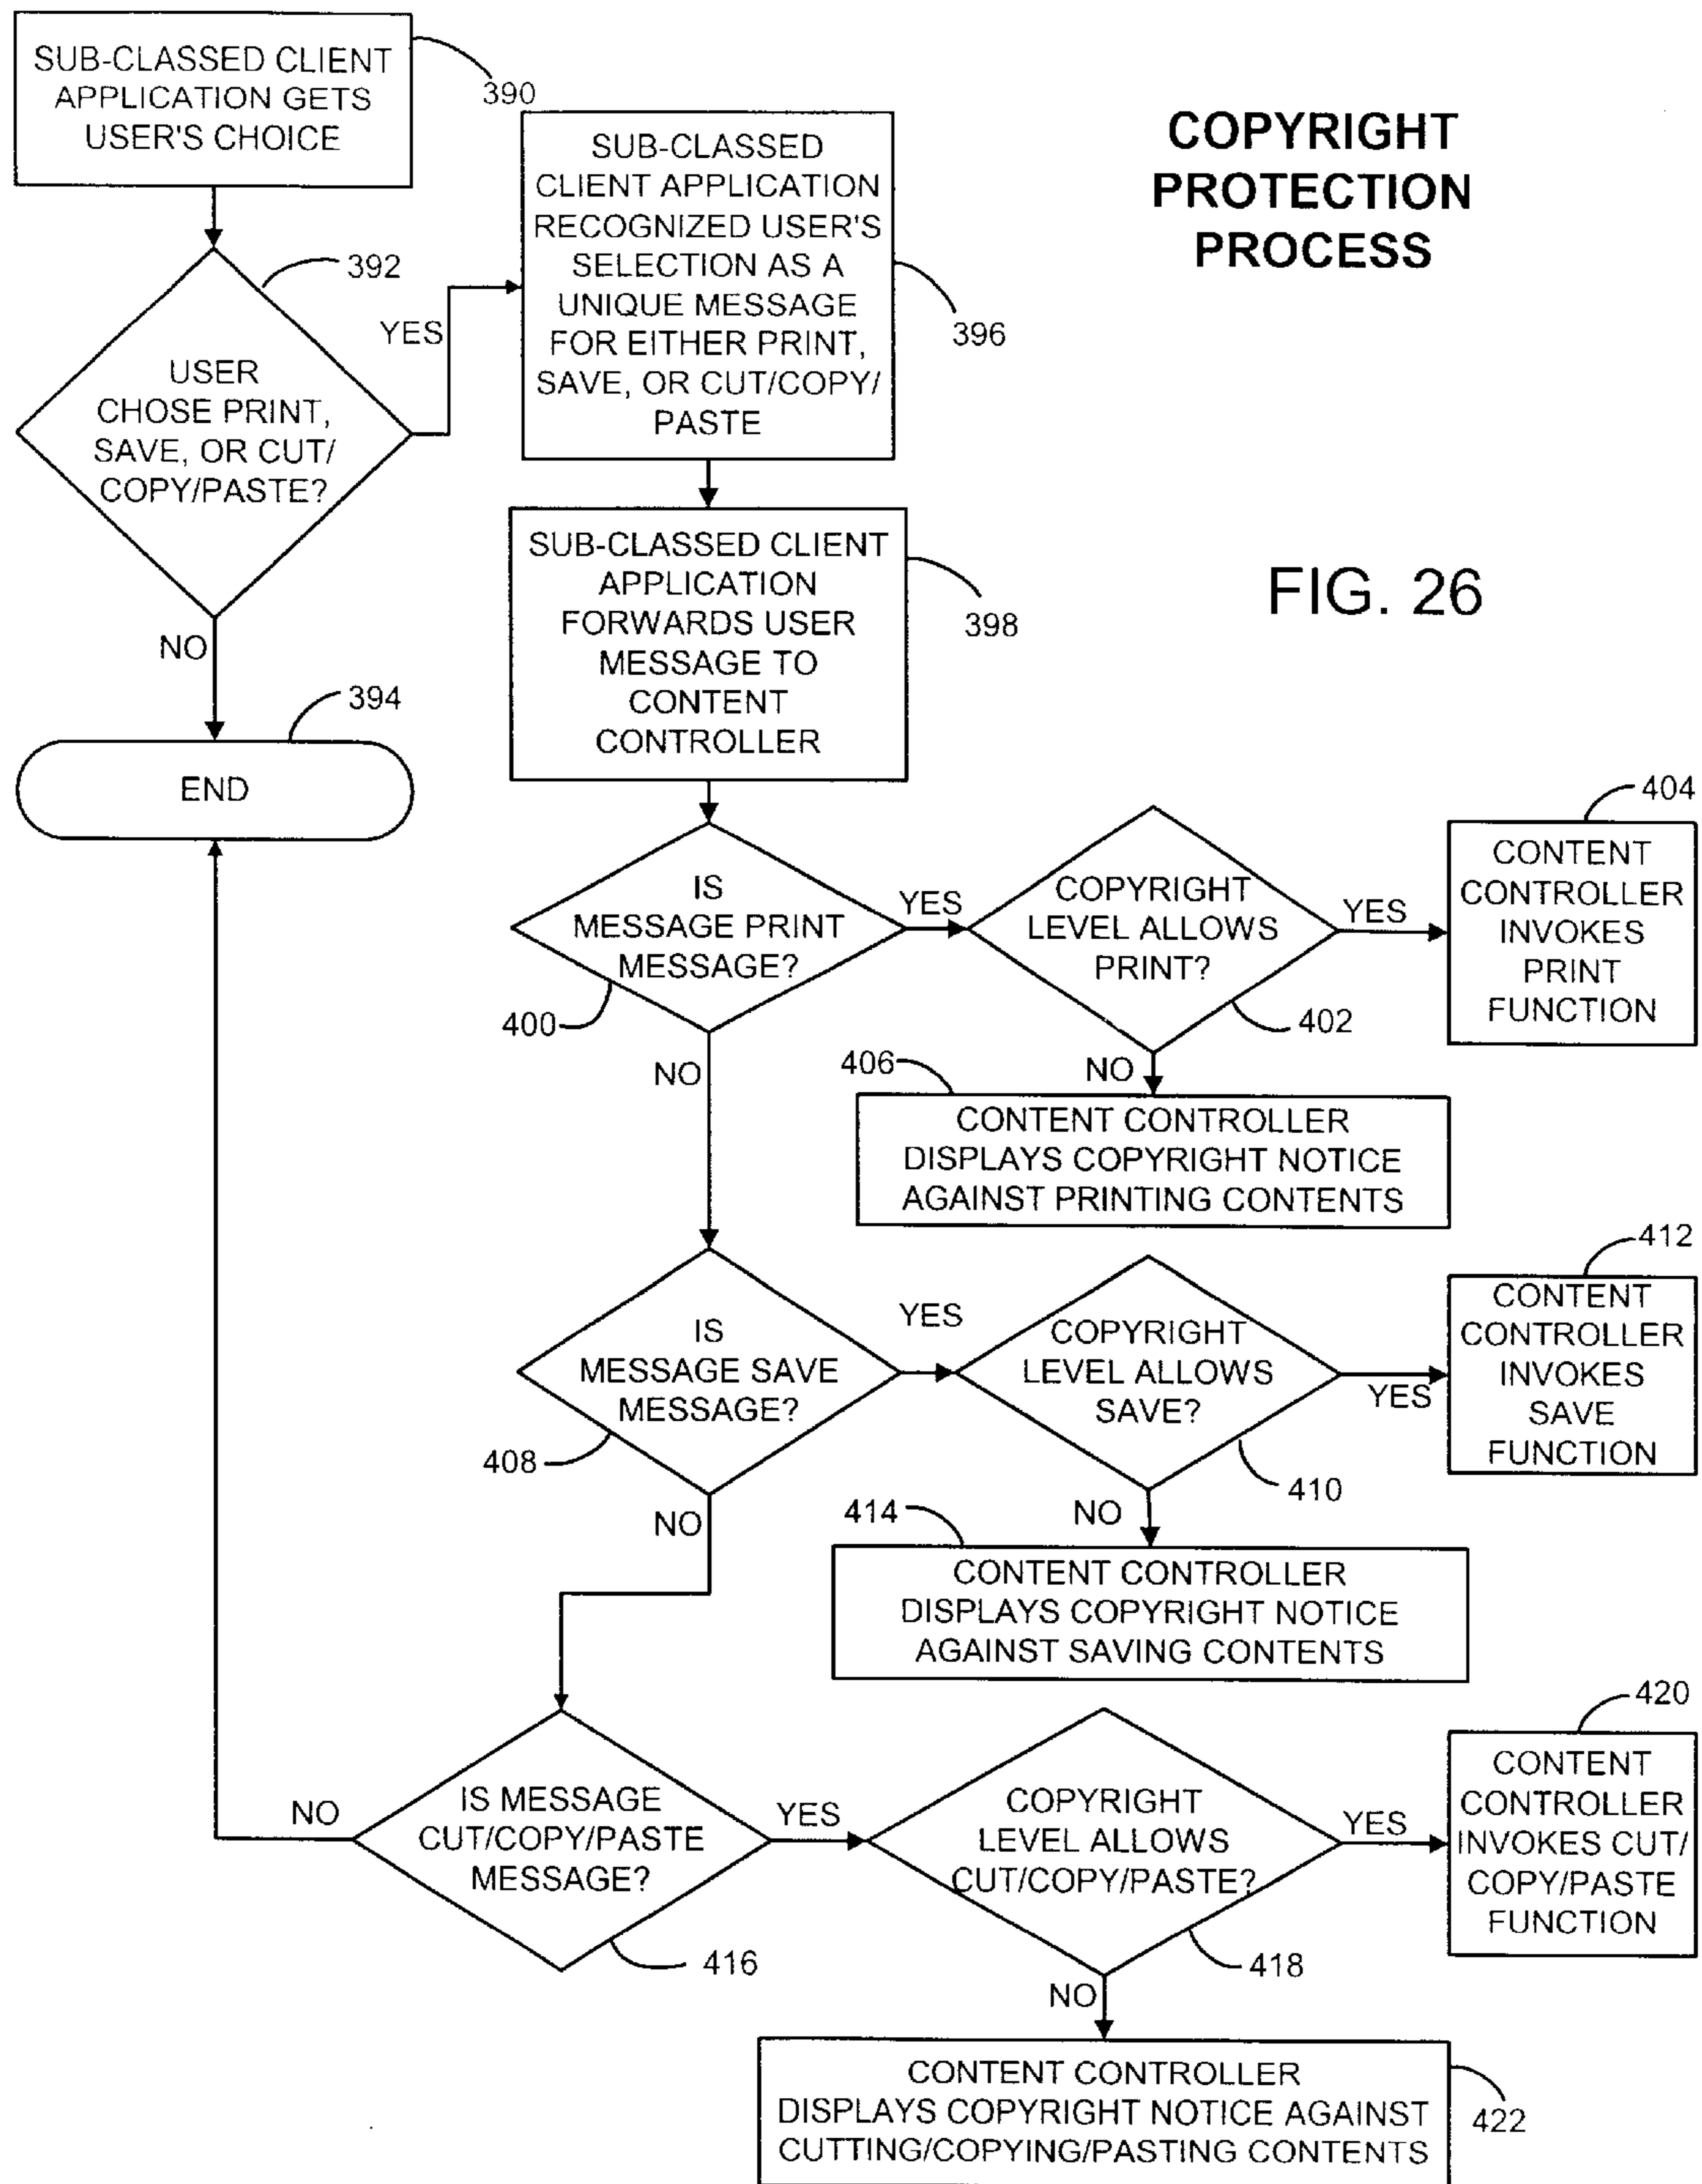 SUB-CLASSED CLIENT
APPLICATION GETS
USER'S CHOICE
390
COPYRIGHT
PROTECTION
PROCESS
SUB-CLASSED
CLIENT APPLICATION
RECOGNIZED USER'S
SELECTION AS A
UNIQUE MESSAGE
FOR EITHER PRINT,
SAVE, OR CUT/COPY/
PASTE
396
392
YES
USER
CHOSE PRINT,
SAVE, OR CUT/
COPY/PASTE?
NO
SUB-CLASSED CLIENT
APPLICATION
FORWARDS USER
MESSAGE TO
CONTENT
CONTROLLER
398
FIG. 26
394
END
IS
MESSAGE PRINT
MESSAGE?
400
YES
COPYRIGHT
LEVEL ALLOWS
PRINT?
402
YES
404
CONTENT
CONTROLLER
INVOKES
PRINT
FUNCTION
NO
406
NO
CONTENT CONTROLLER
DISPLAYS COPYRIGHT NOTICE
AGAINST PRINTING CONTENTS
IS
MESSAGE SAVE
MESSAGE?
408
YES
COPYRIGHT
LEVEL ALLOWS
SAVE?
410
YES
412
CONTENT
CONTROLLER
INVOKES
SAVE
FUNCTION
NO
414
NO
CONTENT CONTROLLER
DISPLAYS COPYRIGHT NOTICE
AGAINST SAVING CONTENTS
NO
IS MESSAGE
CUT/COPY/PASTE
MESSAGE?
416
YES
COPYRIGHT
LEVEL ALLOWS
CUT/COPY/PASTE?
418
YES
420
CONTENT
CONTROLLER
INVOKES CUT/
COPY/PASTE
FUNCTION
NO
CONTENT CONTROLLER
DISPLAYS COPYRIGHT NOTICE AGAINST
CUTTING/COPYING/PASTING CONTENTS
422